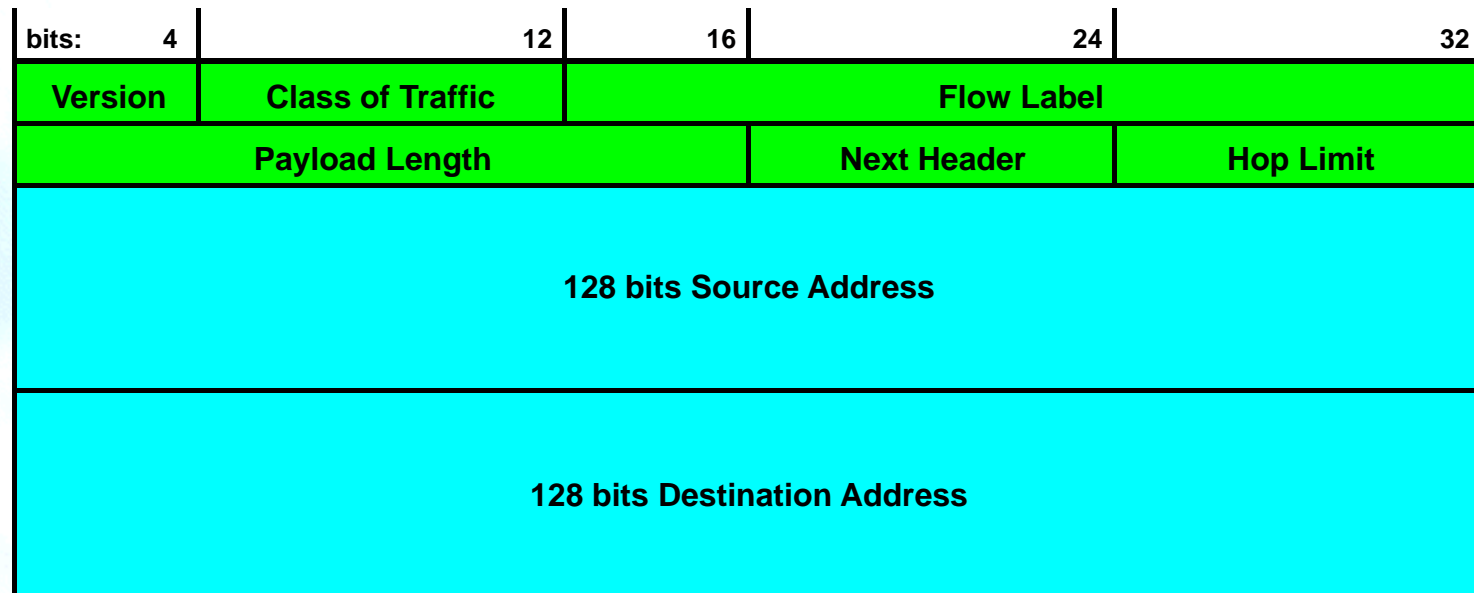 bits: 4 12 16 24 32
Version Class of Traffic Flow Label
Payload Length Next Header Hop Limit
128 bits Source Address
128 bits Destination Address